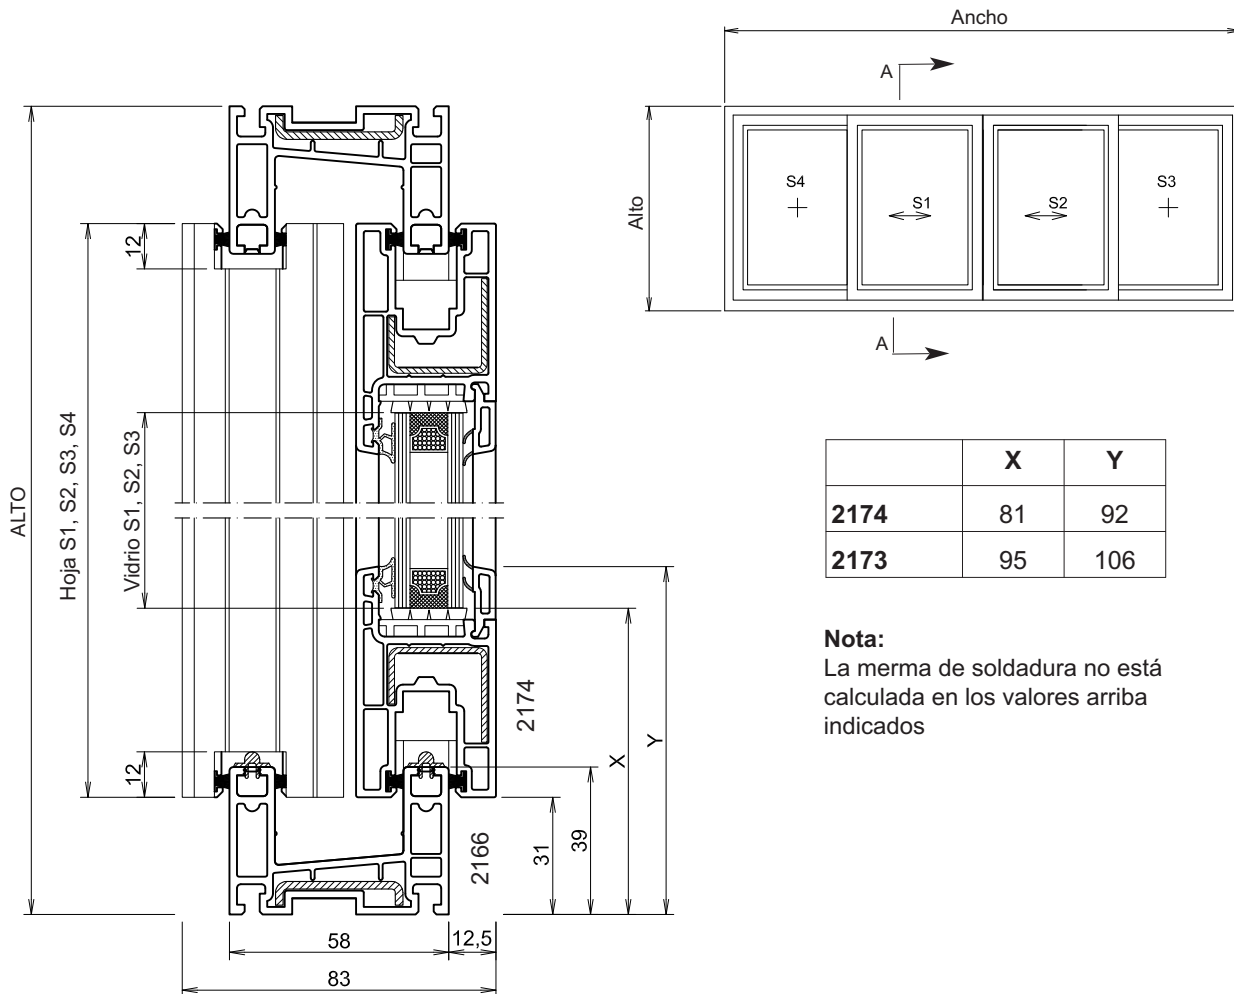 Ancho
A
Alto
S4
S1
S2
S3
A
ALTO
Hoja S1, S2, S3, S4
Vidrio S1, S2, S3
12
12
2174
2166
31
39
X
Y
58
12,5
83
X Y
2174 81 92
2173 95 106
Nota:
La merma de soldadura no está
calculada en los valores arriba
indicados